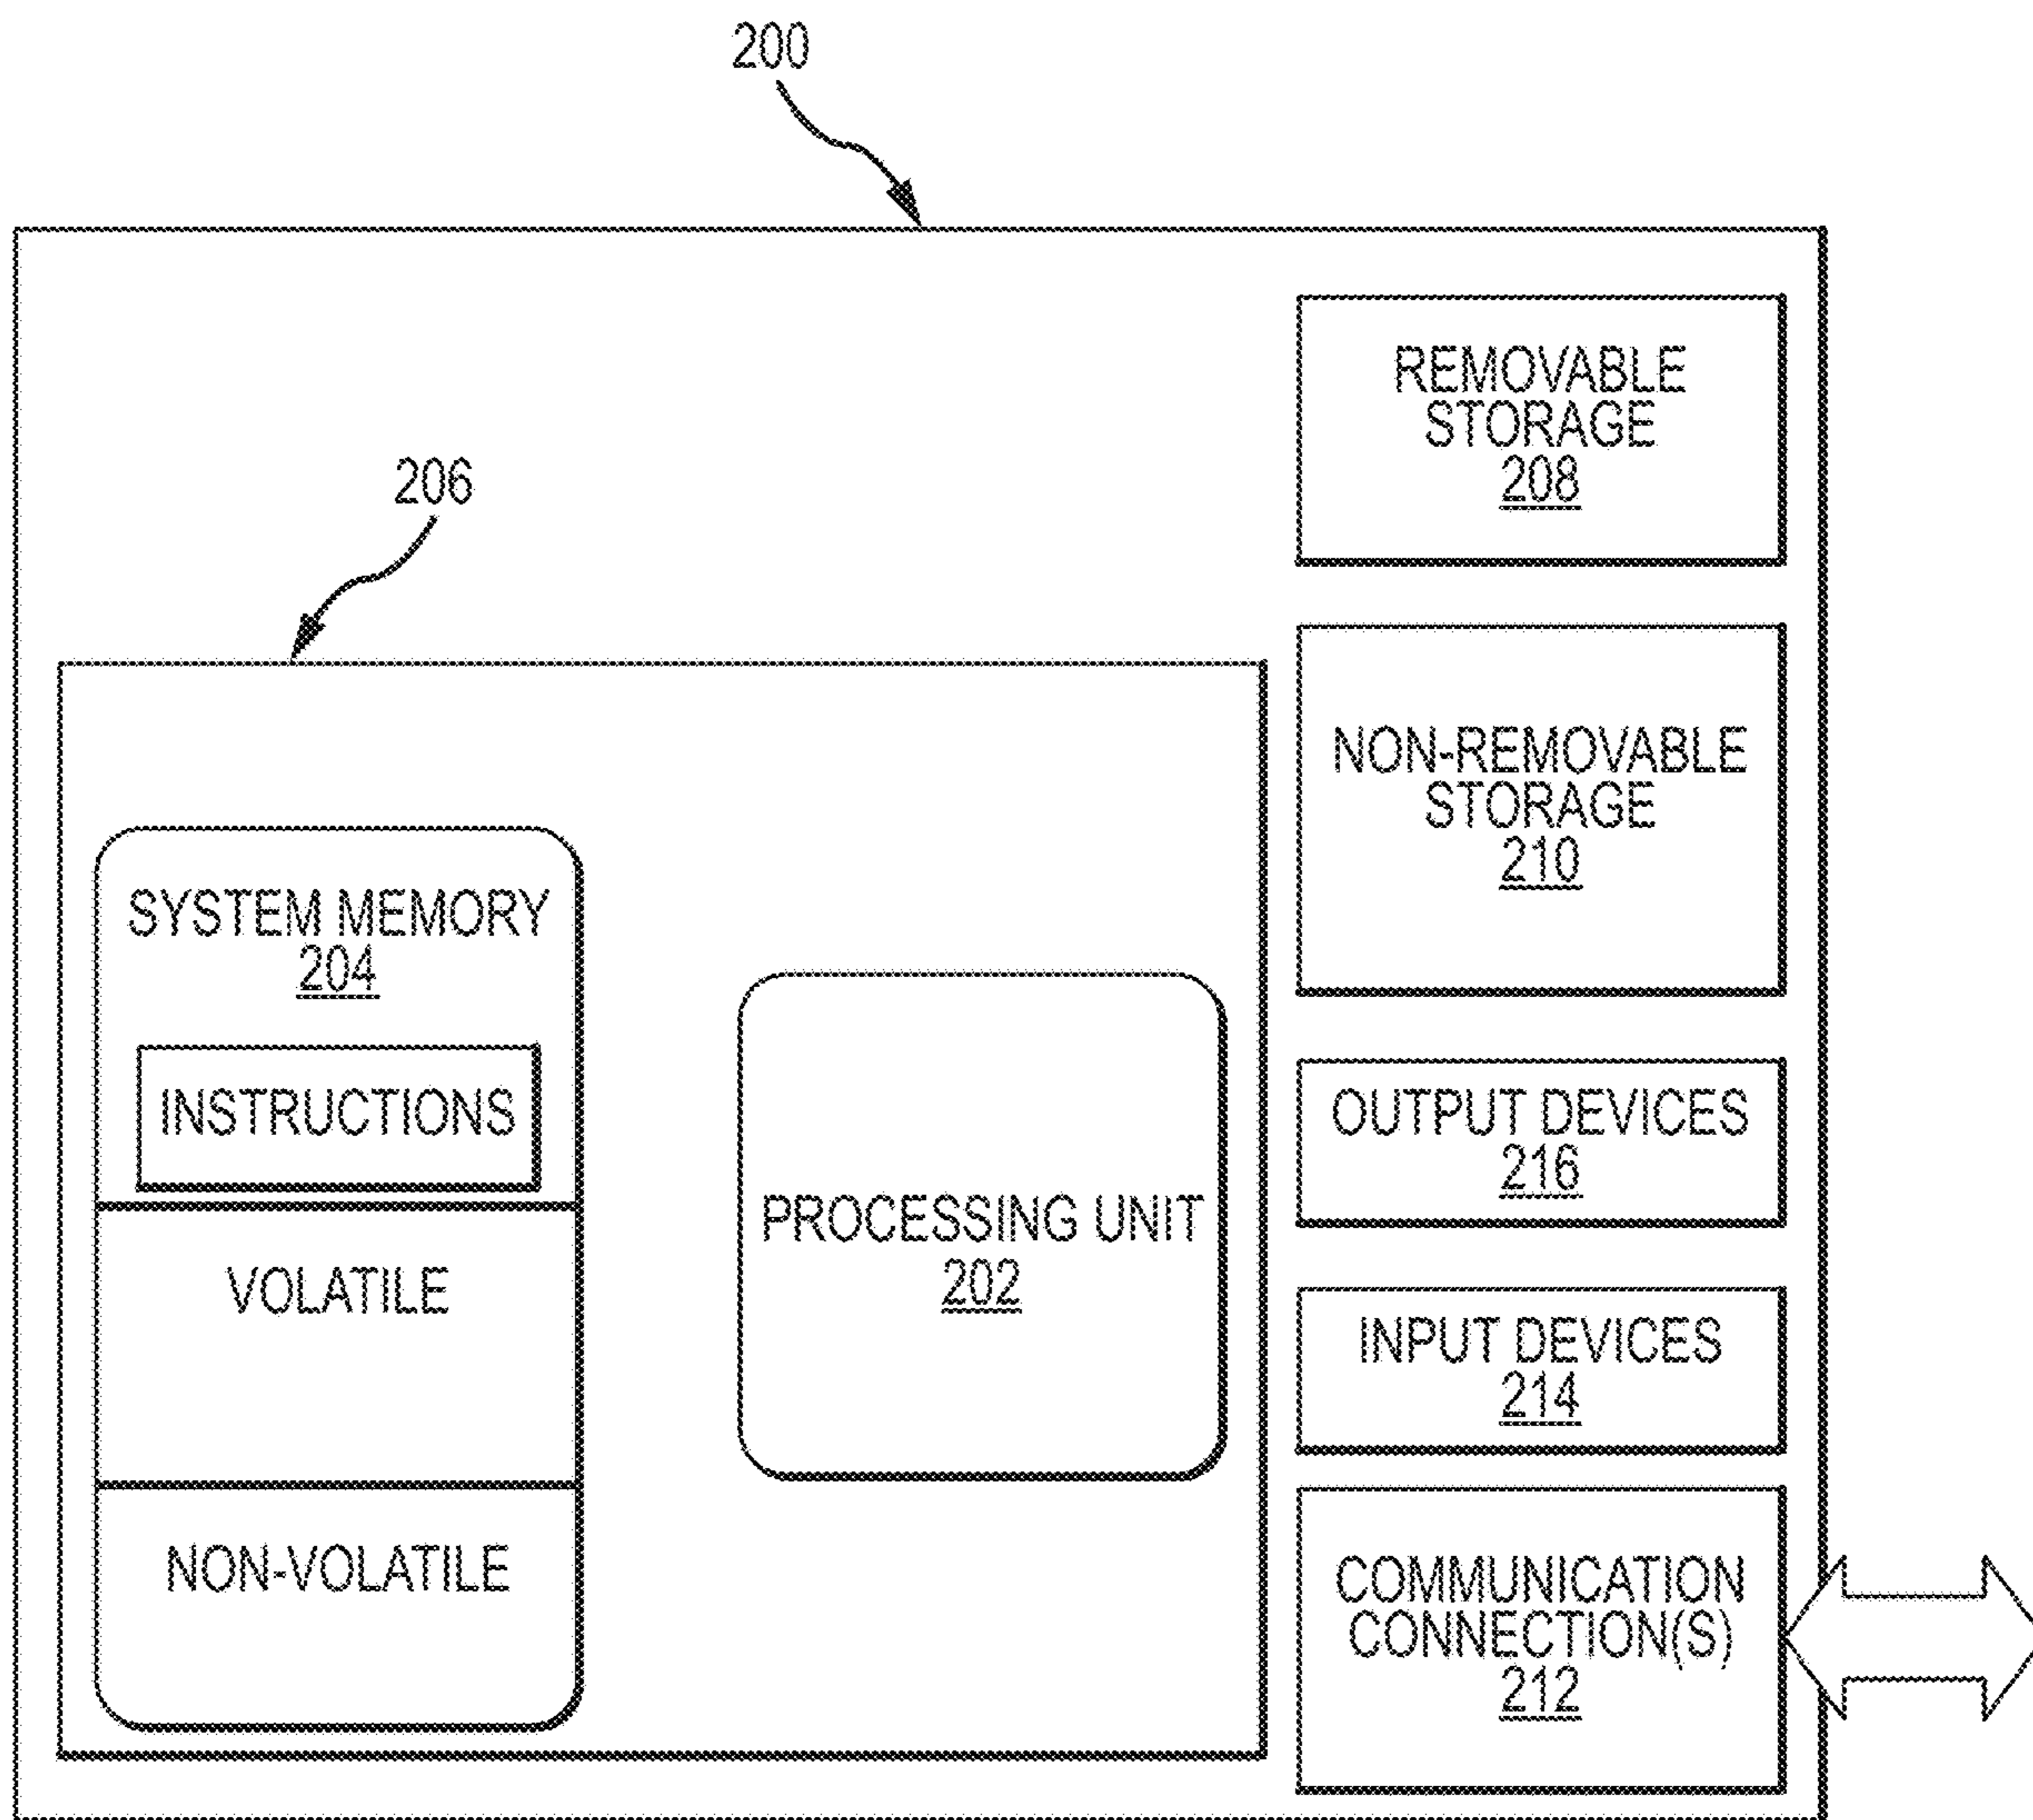 200
206
SYSTEM MEMORY
204
INSTRUCTIONS
VOLATILE
NON-VOLATILE
PROCESSING UNIT
202
REMOVABLE
STORAGE
208
NON-REMOVABLE
STORAGE
210
OUTPUT DEVICES
216
INPUT DEVICES
214
COMMUNICATION
CONNECTION(S)
212